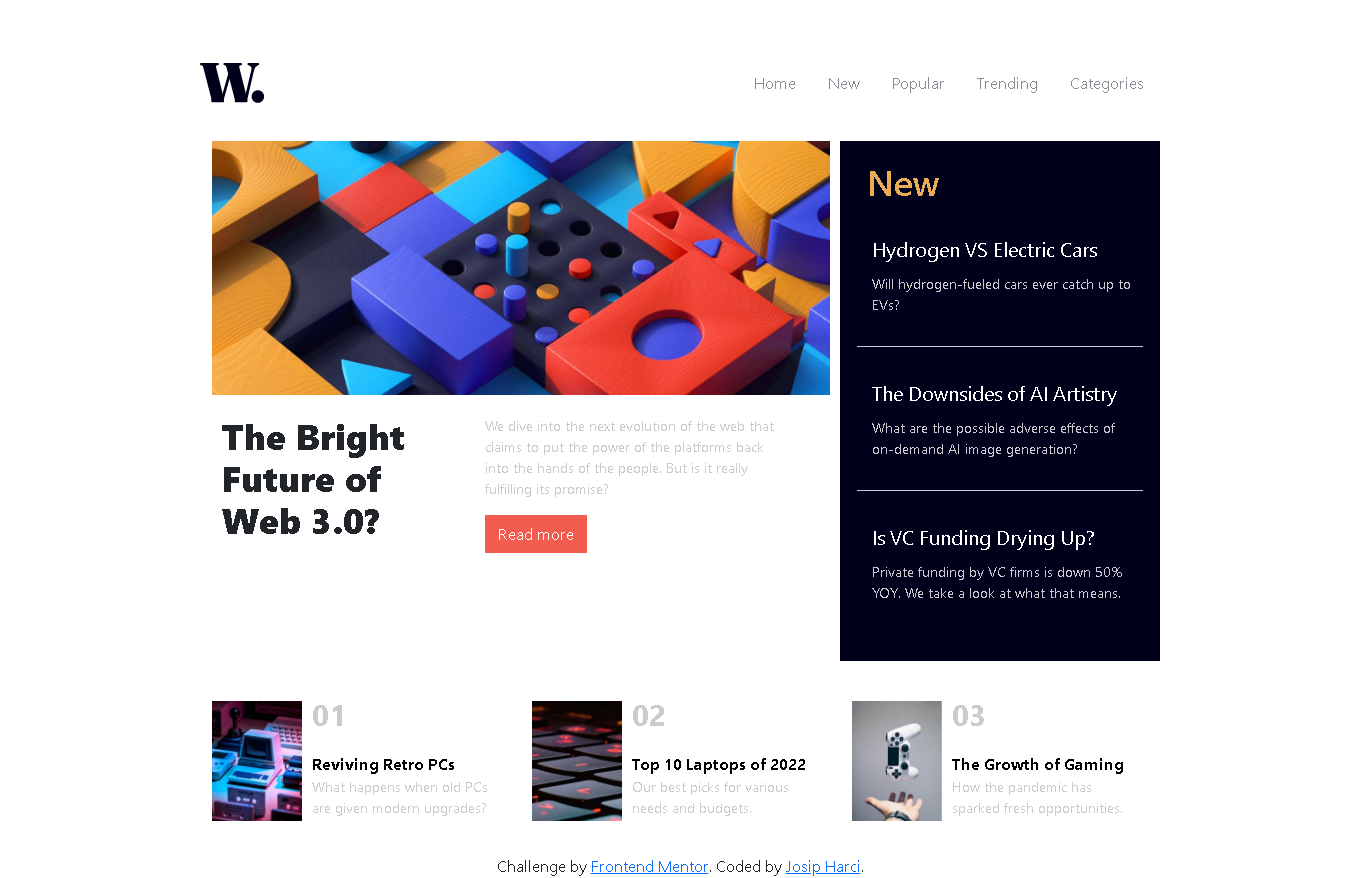 W.
Home New Popular Trending Categories
New
Hydrogen VS Electric Cars
Will hydrogen-fueled cars ever catch up to
EVs?
The Downsides of AI Artistry
What are the possible adverse effects of
on-demand AI image generation?
Is VC Funding Drying Up?
Private funding by VC firms is down 50%
YOY. We take a look at what that means.
The Bright
Future of
Web 3.0?
We dive into the next evolution of the web that
claims to put the power of the platforms back
into the hands of the people. But is it really
fulfilling its promise?
Read more
01
Reviving Retro PCs
What happens when old PCs
are given modern upgrades?
02
Top 10 Laptops of 2022
Our best picks for various
needs and budgets.
03
The Growth of Gaming
How the pandemic has
sparked fresh opportunities.
Challenge by Frontend Mentor. Coded by Josip Harci.